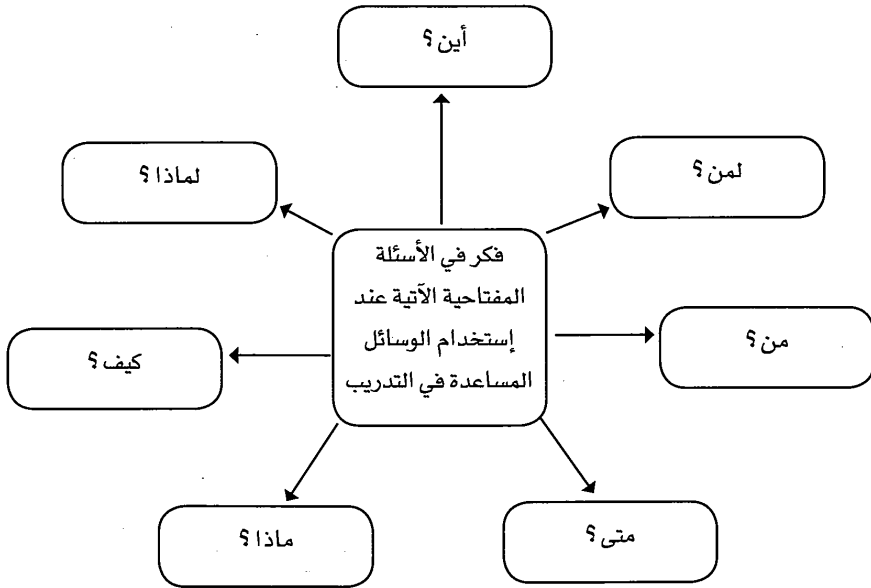 أين؟
لمن؟
لماذا؟
فكر في الأسئلة
المفتاحية الآتية عند
إستخدام الوسائل
المساعدة في التدريب
من؟
كيف؟
متى؟
ماذا؟